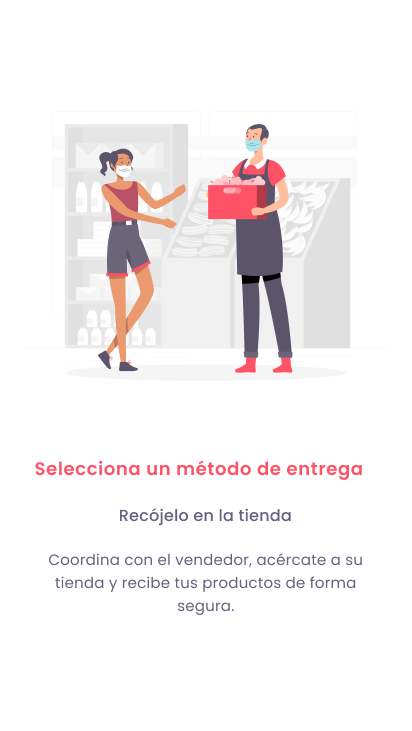 Selecciona un método de entrega
Recójelo en la tienda
Coordina con el vendedor, acércate a su
tienda y recibe tus productos de forma
segura.